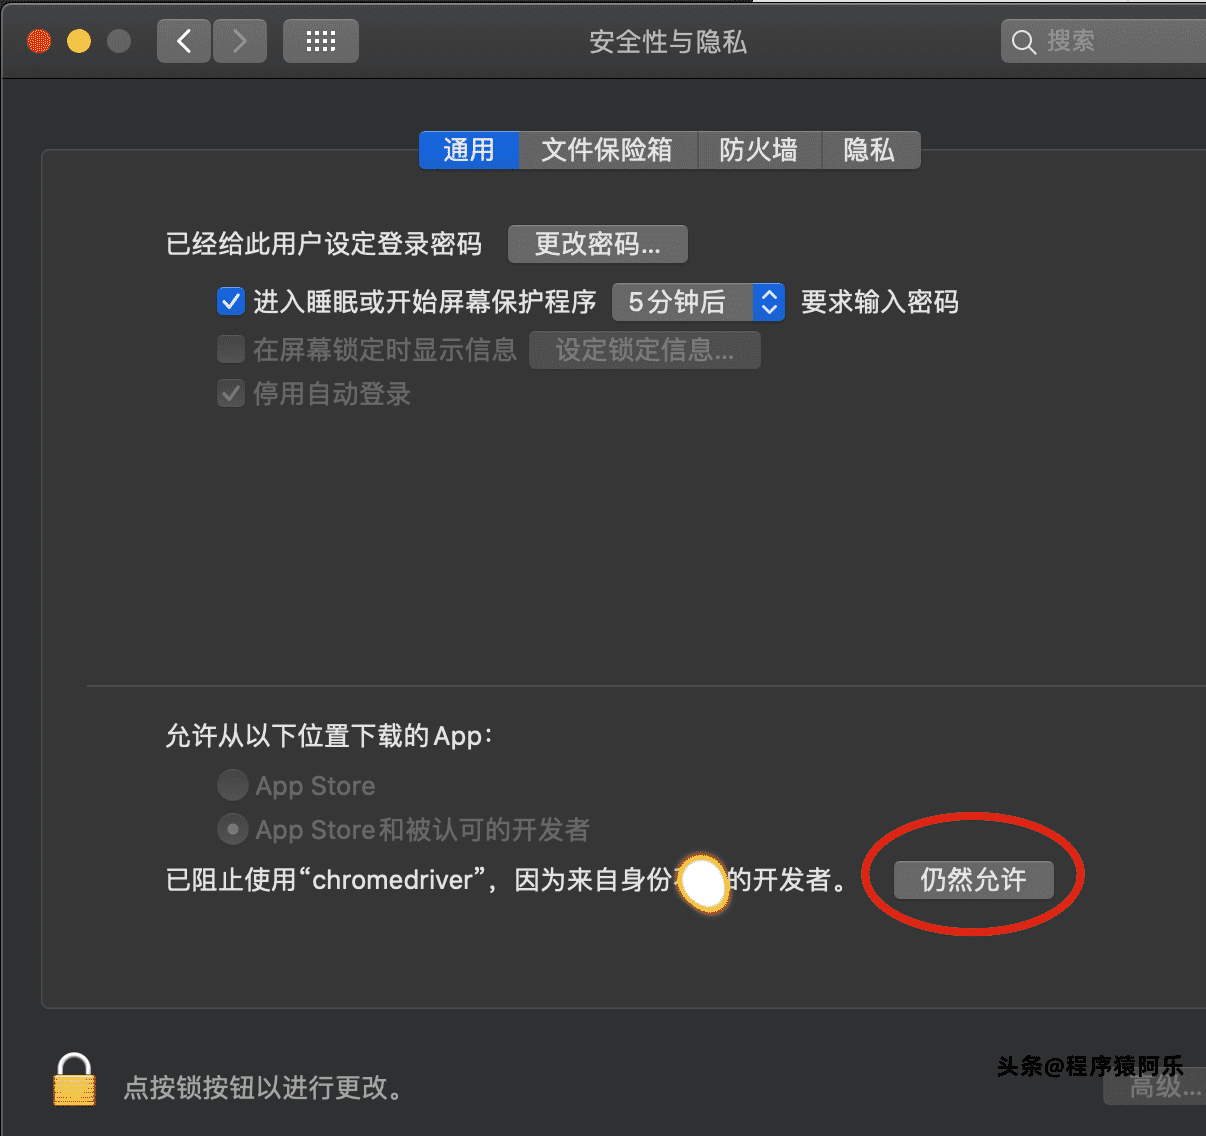 安全性与隐私
搜索
通用 文件保险箱 防火墙 隐私
已经给此用户设定登录密码 更改密码...
进入睡眠或开始屏幕保护程序 5分钟后 要求输入密码
在屏幕锁定时显示信息 设定锁定信息...
停用自动登录
允许从以下位置下载的App：
App Store
App Store和被认可的开发者
已阻止使用“chromedriver”，因为来自身份 的开发者。 仍然允许
头条@程序猿阿乐
点按锁按钮以进行更改。
高级...